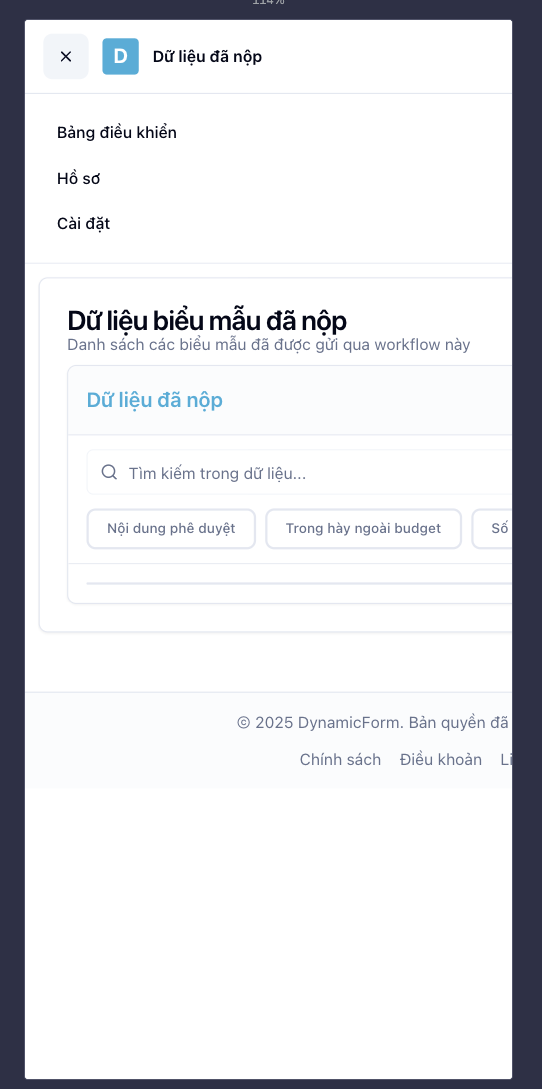 114%
D Dữ liệu đã nộp
Bảng điều khiển
Hồ sơ
Cài đặt
Dữ liệu biểu mẫu đã nộp
Danh sách các biểu mẫu đã được gửi qua workflow này
Dữ liệu đã nộp
Tìm kiếm trong dữ liệu...
Nội dung phê duyệt Trong hày ngoài budget Số
© 2025 DynamicForm. Bản quyền đã
Chính sách Điều khoản Li